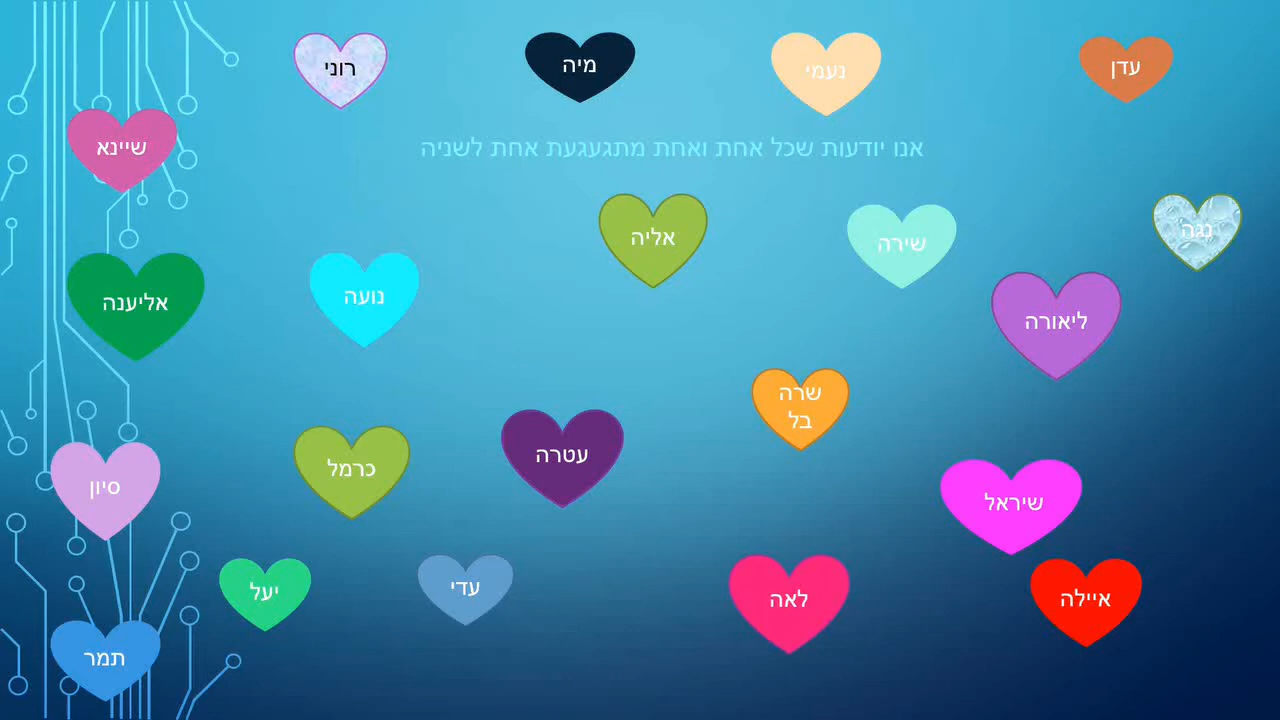 עדן
נעמי
מיה
רוני
שיינא
אנו יודעות שכל אחת ואחת מתגעגעת אחת לשניה
נגה
שירה
אליה
ליאורה
נועה
אליענה
שרה
בל
עטרה
כרמל
סיון
שיראל
איילה
לאה
עדי
יעל
תמר